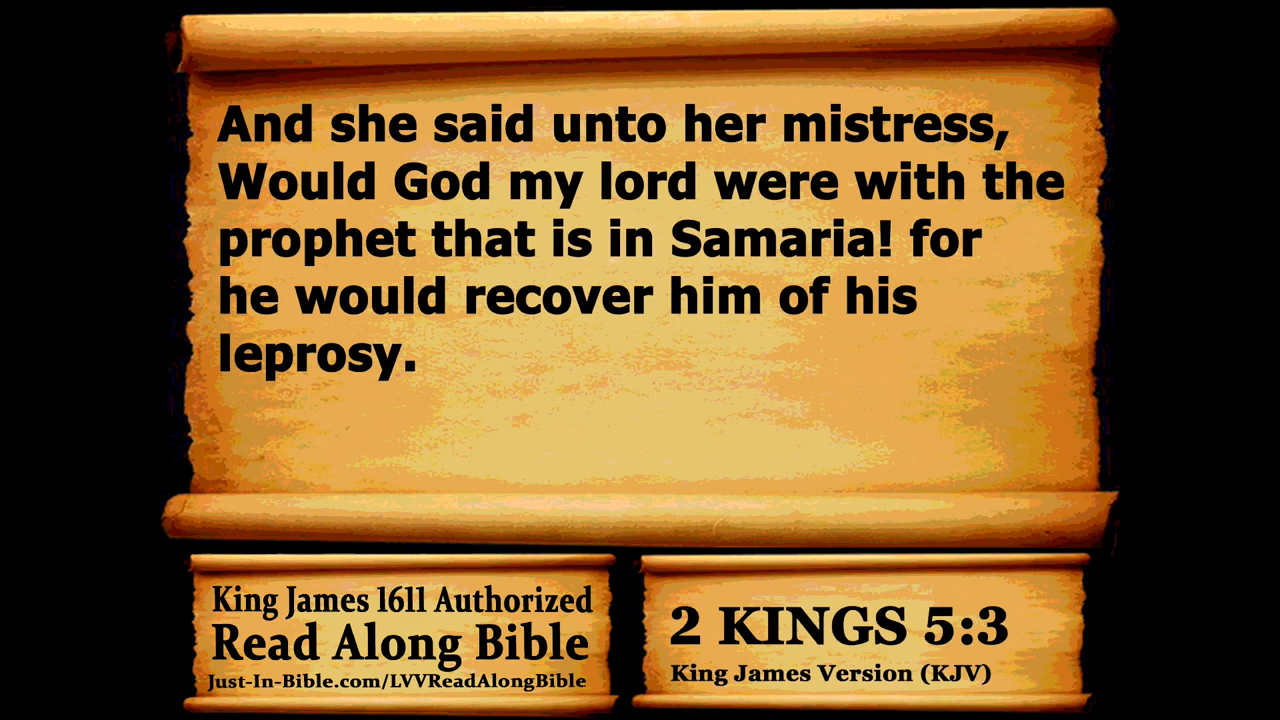 And she said unto her mistress,
Would God my lord were with the
prophet that is in Samaria! for
he would recover him of his
leprosy.
King James 1611 Authorized
Read Along Bible
Just-In-Bible.com/LVVReadAlongBible
2 KINGS 5:3
King James Version (KJV)